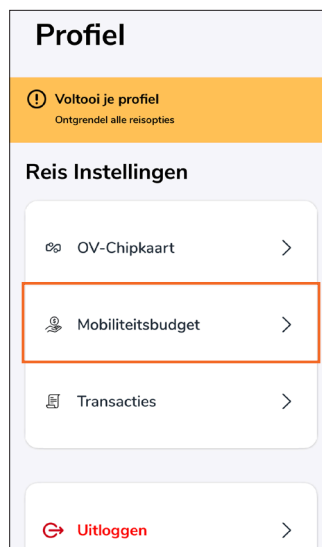 Profiel
Voltooi je profiel
Ontgrendel alle reisopties
Reis Instellingen
OV-Chipkaart
Mobiliteitsbudget
Transacties
Uitloggen